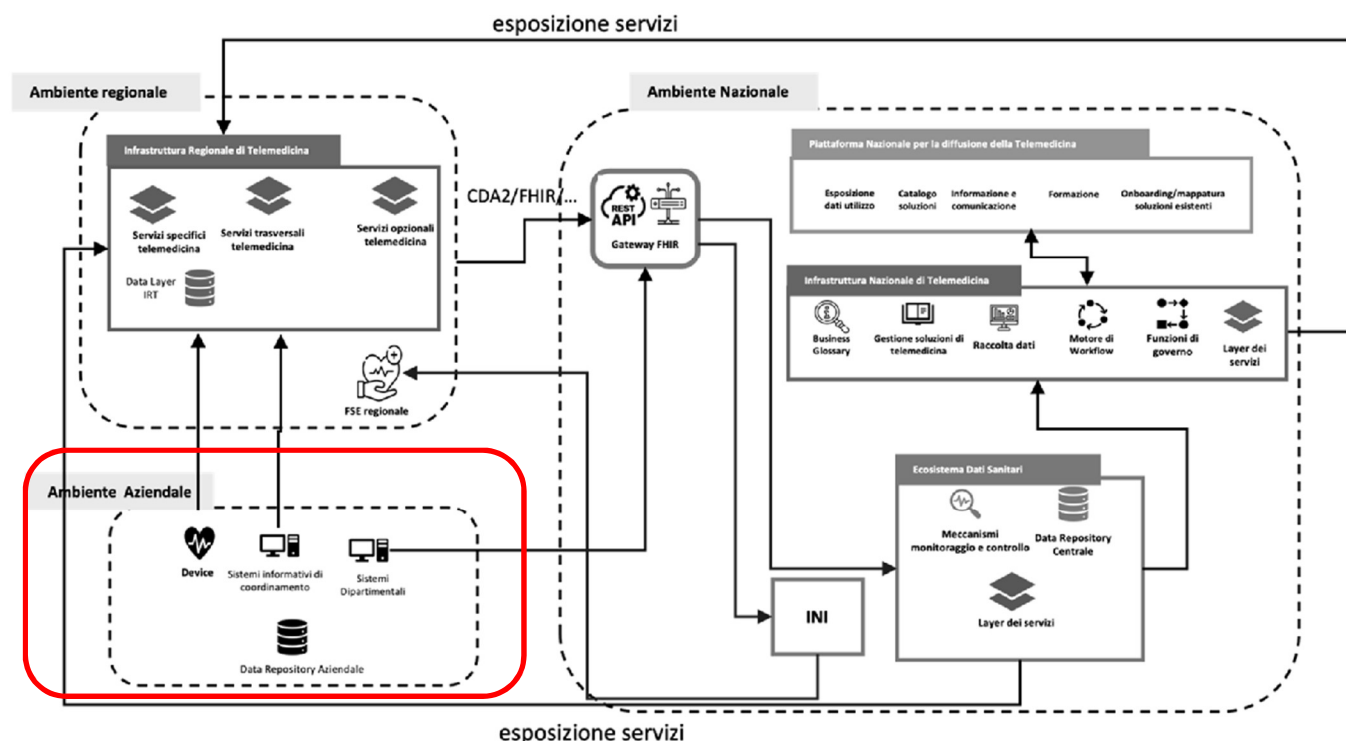 esposizione servizi
Ambiente regionale
Infrastruttura Regionale di Telemedicina
Servizi specifici
telemedicina
Servizi trasversali
telemedicina
Servizi opzionali
telemedicina
Data Layer
IRT
FSE regionale
CDA2/FHIR/...
Ambiente Nazionale
REST
API
Gateway FHIR
Piattaforma Nazionale per la diffusione della Telemedicina
Esposizione
dati utilizzo
Catalogo
soluzioni
Informazione e
comunicazione
Formazione
Onboarding/mappatura
soluzioni esistenti
Infrastruttura Nazionale di Telemedicina
Business
Glossary
Gestione soluzioni di
telemedicina
Raccolta dati
Motore di
Workflow
Funzioni di
governo
Layer dei
servizi
Ambiente Aziendale
Device
Sistemi informativi di
coordinamento
Sistemi
Dipartimentali
Data Repository Aziendale
INI
Ecosistema Dati Sanitari
Meccanismi
monitoraggio e controllo
Data Repository
Centrale
Layer dei servizi
esposizione servizi